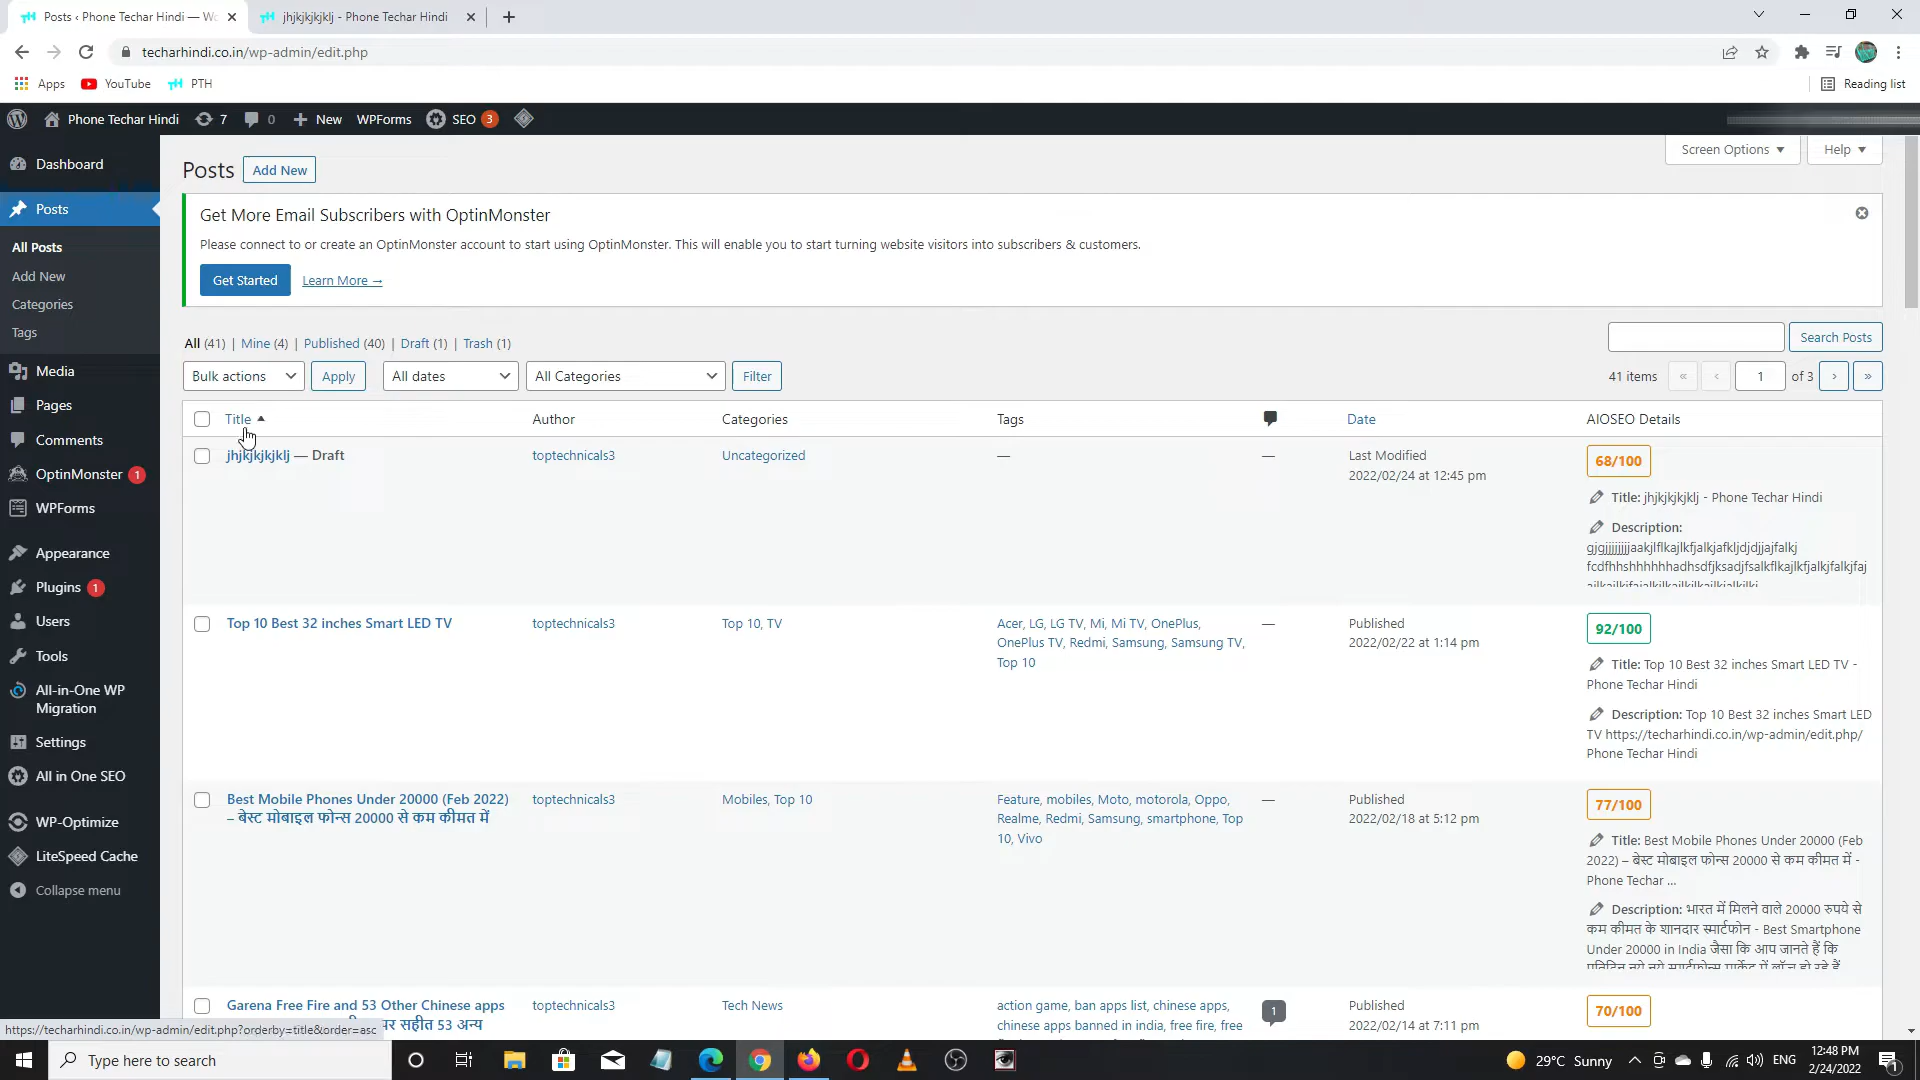 Posts ‹ Phone Techar Hindi — Wo
jhjkjkjkjklj - Phone Techar Hindi
techarhindi.co.in/wp-admin/edit.php
Apps
YouTube
PTH
Reading list
Phone Techar Hindi
7
0
New
WPForms
SEO 3
Dashboard
Posts
All Posts
Add New
Categories
Tags
Media
Pages
Comments
OptinMonster 1
WPForms
Appearance
Plugins 1
Users
Tools
All-in-One WP
Migration
Settings
All in One SEO
WP-Optimize
LiteSpeed Cache
Collapse menu
Posts
Add New
Screen Options
Help
Get More Email Subscribers with OptinMonster
Please connect to or create an OptinMonster account to start using OptinMonster. This will enable you to start turning website visitors into subscribers & customers.
Get Started
Learn More →
All (41) | Mine (4) | Published (40) | Draft (1) | Trash (1)
Search Posts
Bulk actions
Apply
All dates
All Categories
Filter
41 items « ‹ 1 of 3 › »
Title
Author
Categories
Tags
Date
AIOSEO Details
jhjkjkjkjklj — Draft
toptechnicals3
Uncategorized
—
—
Last Modified
2022/02/24 at 12:45 pm
68/100
Title: jhjkjkjkjklj - Phone Techar Hindi
Description:
Top 10 Best 32 inches Smart LED TV
toptechnicals3
Top 10, TV
Acer, LG, LG TV, Mi, Mi TV, OnePlus,
OnePlus TV, Redmi, Samsung, Samsung TV,
Top 10
—
Published
2022/02/22 at 1:14 pm
92/100
Title: Top 10 Best 32 inches Smart LED TV -
Phone Techar Hindi
Description: Top 10 Best 32 inches Smart LED
TV https://techarhindi.co.in/wp-admin/edit.php/
Phone Techar Hindi
Best Mobile Phones Under 20000 (Feb 2022)
– बेस्ट मोबाइल फोन्स 20000 से कम कीमत में
toptechnicals3
Mobiles, Top 10
Feature, mobiles, Moto, motorola, Oppo,
Realme, Redmi, Samsung, smartphone, Top
10, Vivo
—
Published
2022/02/18 at 5:12 pm
77/100
Title: Best Mobile Phones Under 20000 (Feb
2022) – बेस्ट मोबाइल फोन्स 20000 से कम कीमत में -
Phone Techar ...
Description: भारत में मिलने वाले 20000 रुपये से
कम कीमत के शानदार स्मार्टफोन - Best Smartphone
Under 20000 in India जैसा कि आप जानते हैं कि
प्रतिदिन नये नये स्मार्टफोन्स मार्केट में लॉन्च हो रहे हैं
Garena Free Fire and 53 Other Chinese apps
पर सहीत 53 अन्य
toptechnicals3
Tech News
action game, ban apps list, chinese apps,
chinese apps banned in india, free fire, free
1
Published
2022/02/14 at 7:11 pm
70/100
https://techarhindi.co.in/wp-admin/edit.php?orderby=title&order=asc
Type here to search
29°C Sunny
ENG
12:48 PM
2/24/2022
1